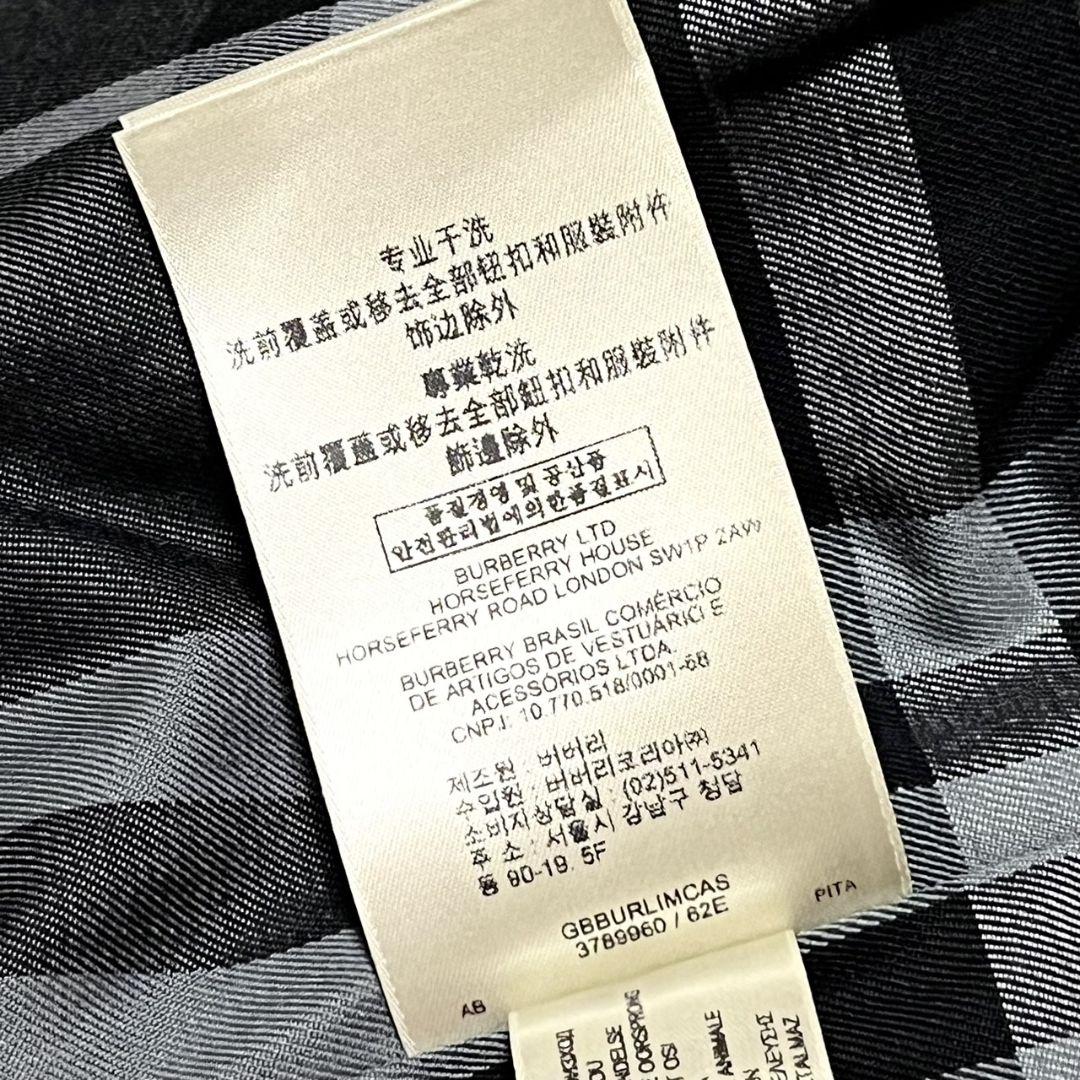 专业干洗
洗前覆盖或移去全部钮扣和服裝附件
饰边除外
專業乾洗
洗前覆蓋或移去全部鈕扣和服裝附件
飾邊除外
품질경영 및 공산품
안전관리법에의한품질표시
BURBERRY LTD
HORSEFERRY HOUSE
HORSEFERRY ROAD LONDON SW1P 2AW
BURBERRY BRASIL COMÉRCIO
DE ARTIGOS DE VESTUÁRIO E
ACESSÓRIOS LTDA.
CNPJ: 10.770.518/0001-68
제조원 : 버버리
수입원 : 버버리코리아(주)
소비자상담실 : (02)511-5341
주 소 : 서울시 강남구 청담
동 90-19, 5F
GBBURLIMCAS
3789960 / 62E
PITA
AB